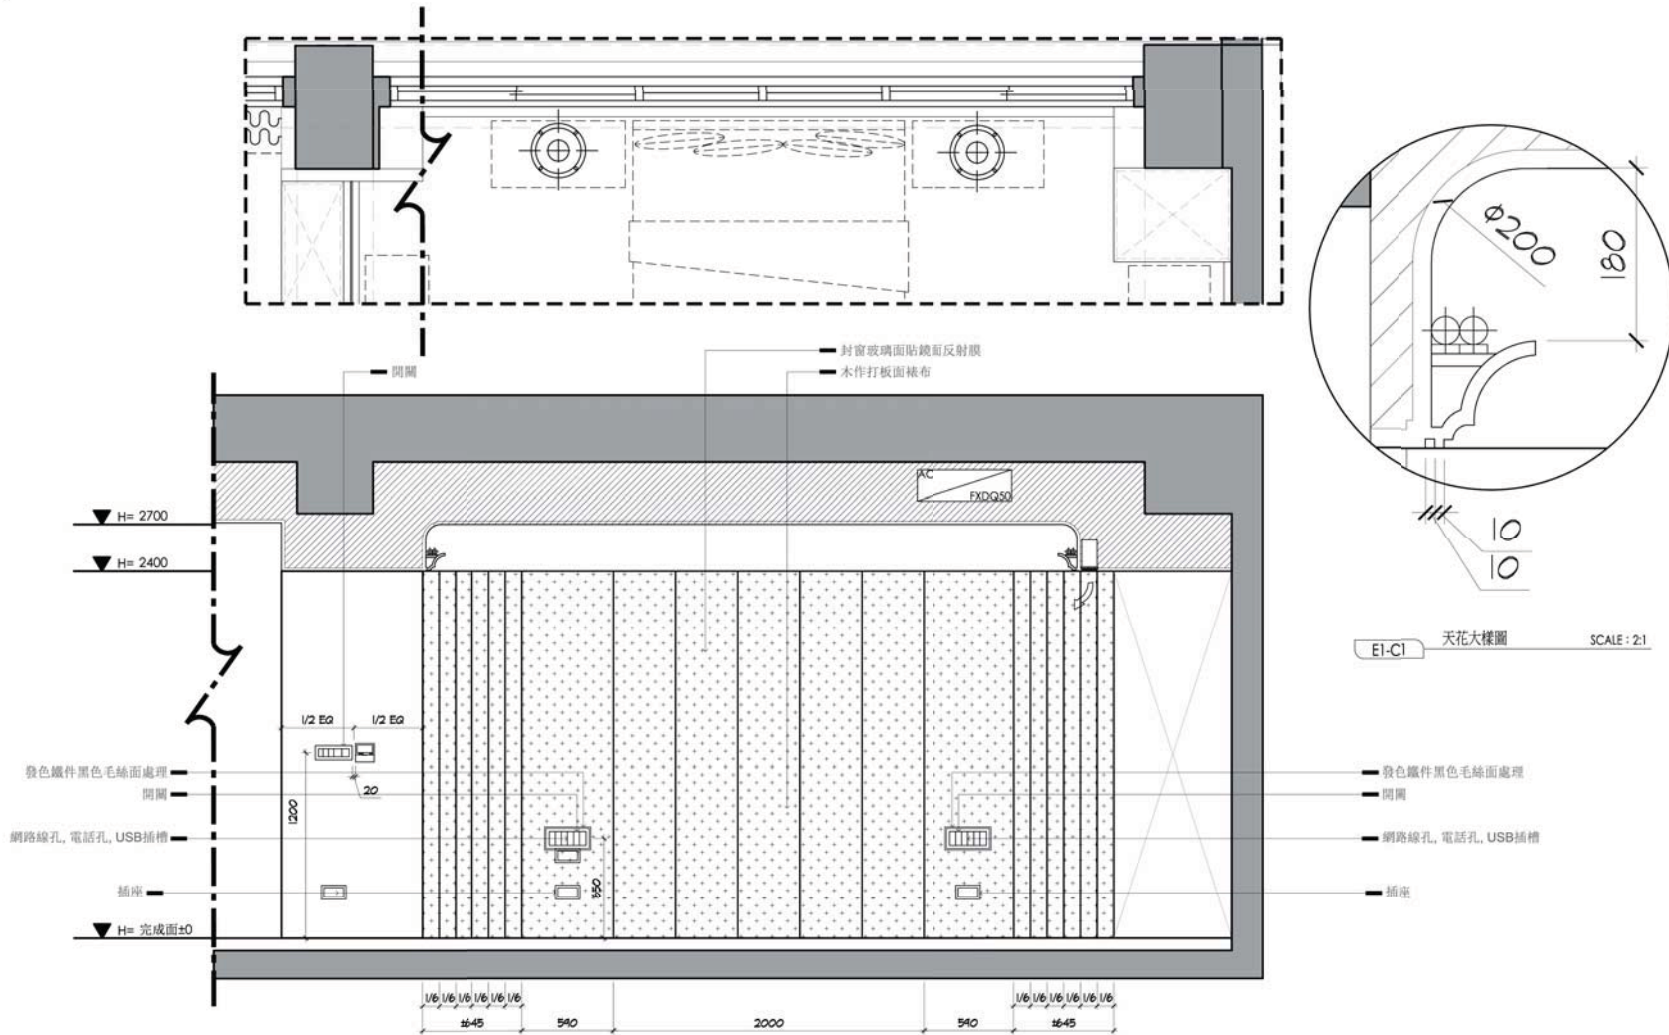 封窗玻璃面貼鏡面反射膜
木作打板面裱布
開關
Φ200
180
10
10
E1-C1
天花大樣圖
SCALE : 2:1
AC
FXDQ50
H= 2700
H= 2400
1/2 EQ
1/2 EQ
20
1200
發色鐵件黑色毛絲面處理
開關
網路線孔, 電話孔, USB插槽
插座
發色鐵件黑色毛絲面處理
開關
網路線孔, 電話孔, USB插槽
插座
H= 完成面±0
1/6 1/6 1/6 1/6 1/6 1/6
1/6 1/6 1/6 1/6 1/6 1/6
±645
590
2000
590
±645